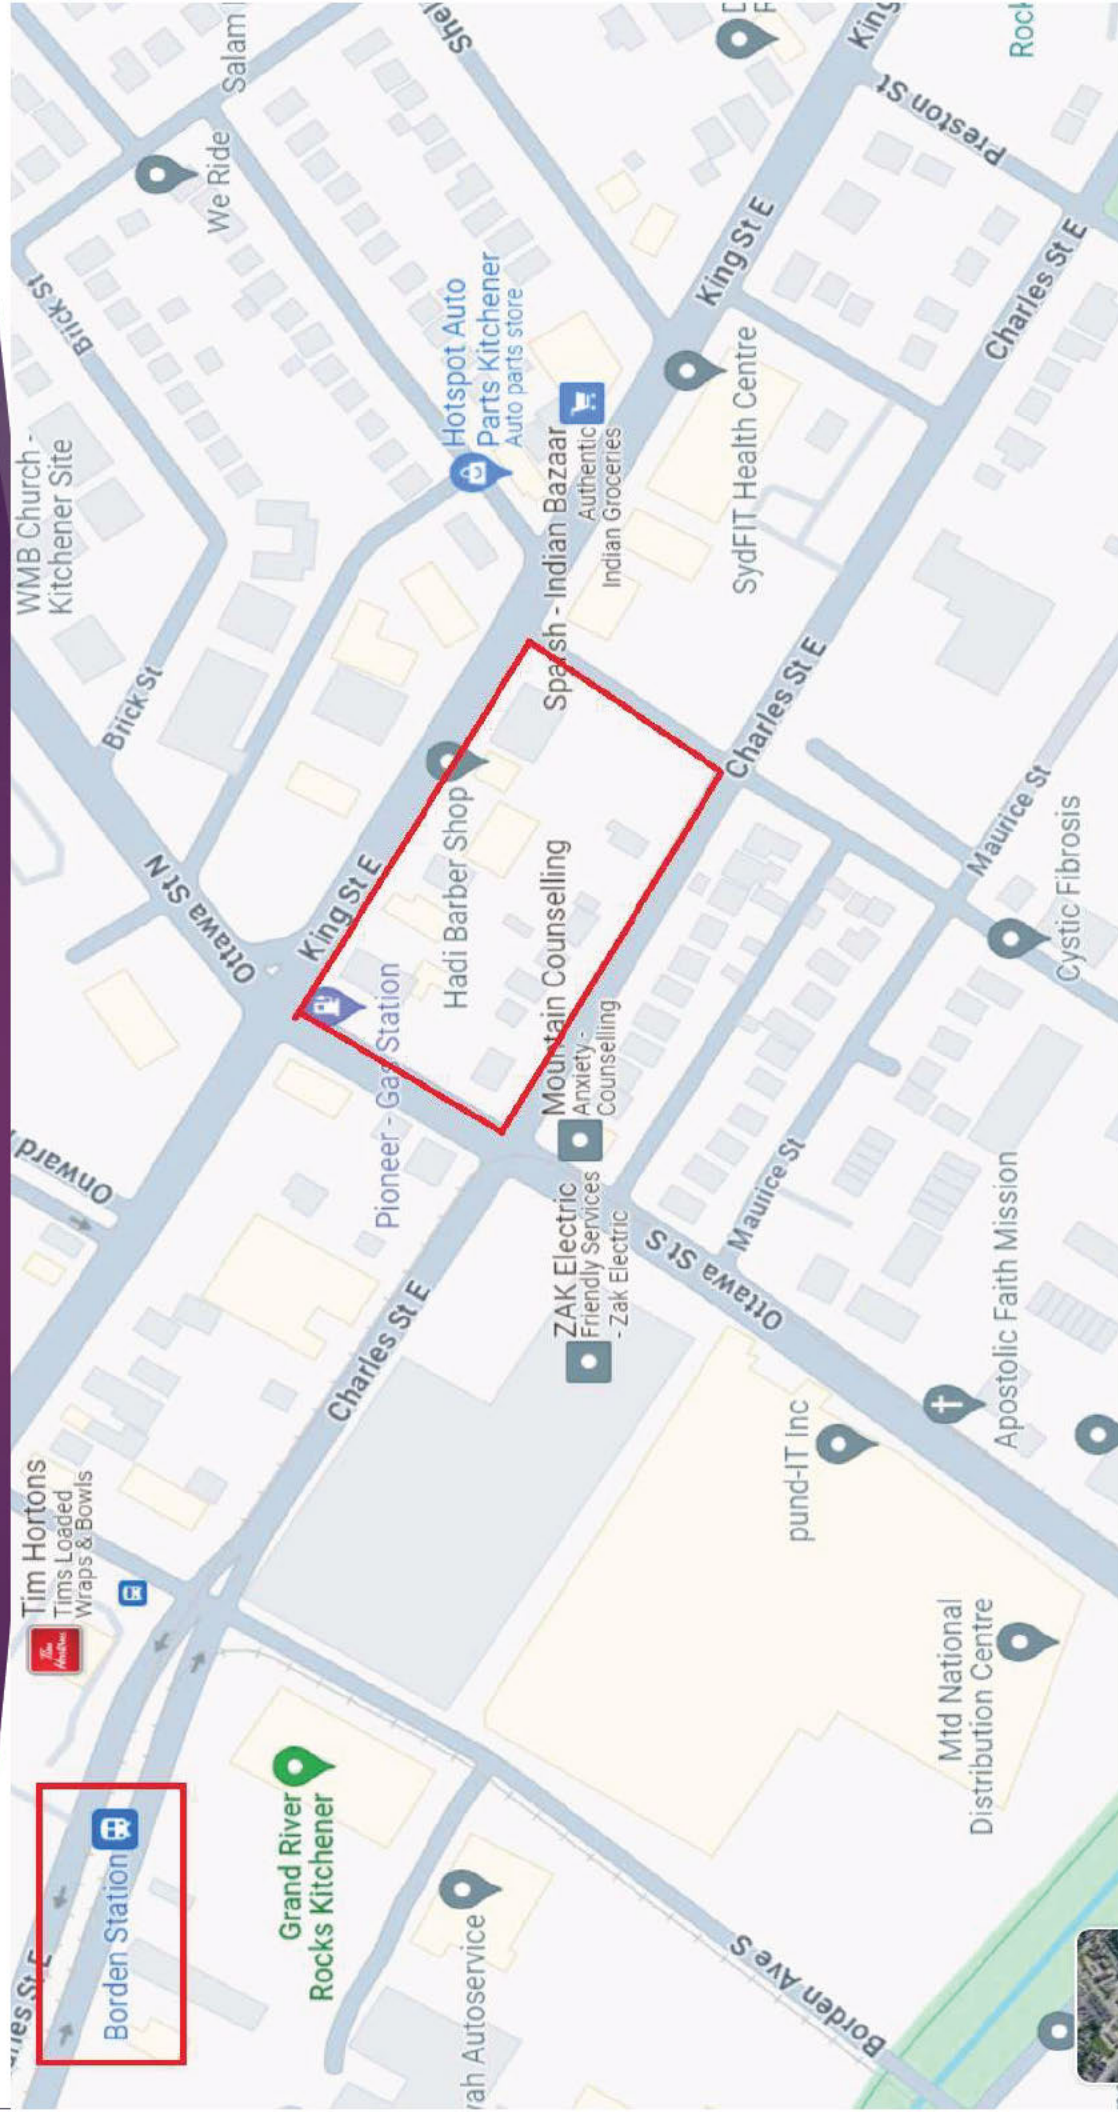 Tim Hortons
Tims Loaded
Wraps & Bowls
WMB Church -
Kitchener Site
Brick St
We Ride
Salam
Borden Station
Onward
Ottawa St N
Brick St
King St E
Hotspot Auto
Parts Kitchener
Auto parts store
Grand River
Rocks Kitchener
Charles St E
Pioneer - Gas Station
Hadi Barber Shop
Sparsh - Indian Bazaar
Authentic
Indian Groceries
ZAK Electric
Friendly Services
- Zak Electric
Mountain Counselling
Anxiety -
Counselling
King St E
King
Ottawa St S
Charles St E
SydFIT Health Centre
Maurice St
pund-IT Inc
Borden Ave S
Mtd National
Distribution Centre
Apostolic Faith Mission
Cystic Fibrosis
Maurice St
Charles St E
Preston St